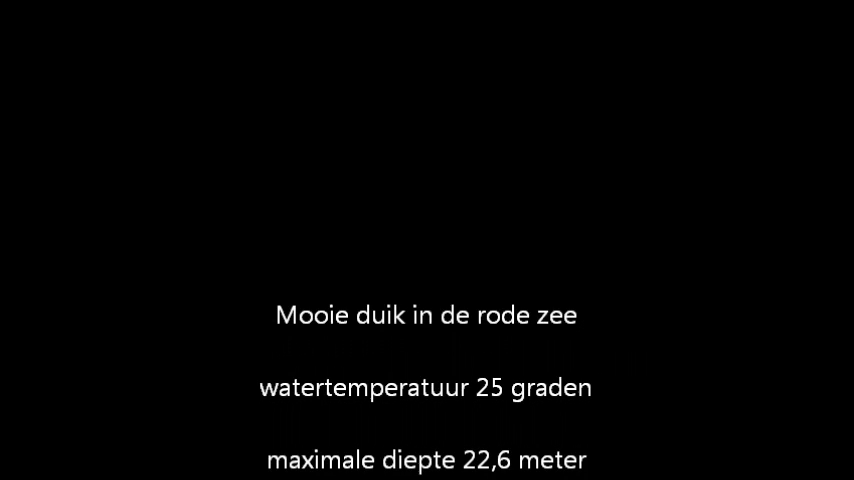 Mooie duik in de rode zee
watertemperatuur 25 graden
maximale diepte 22,6 meter